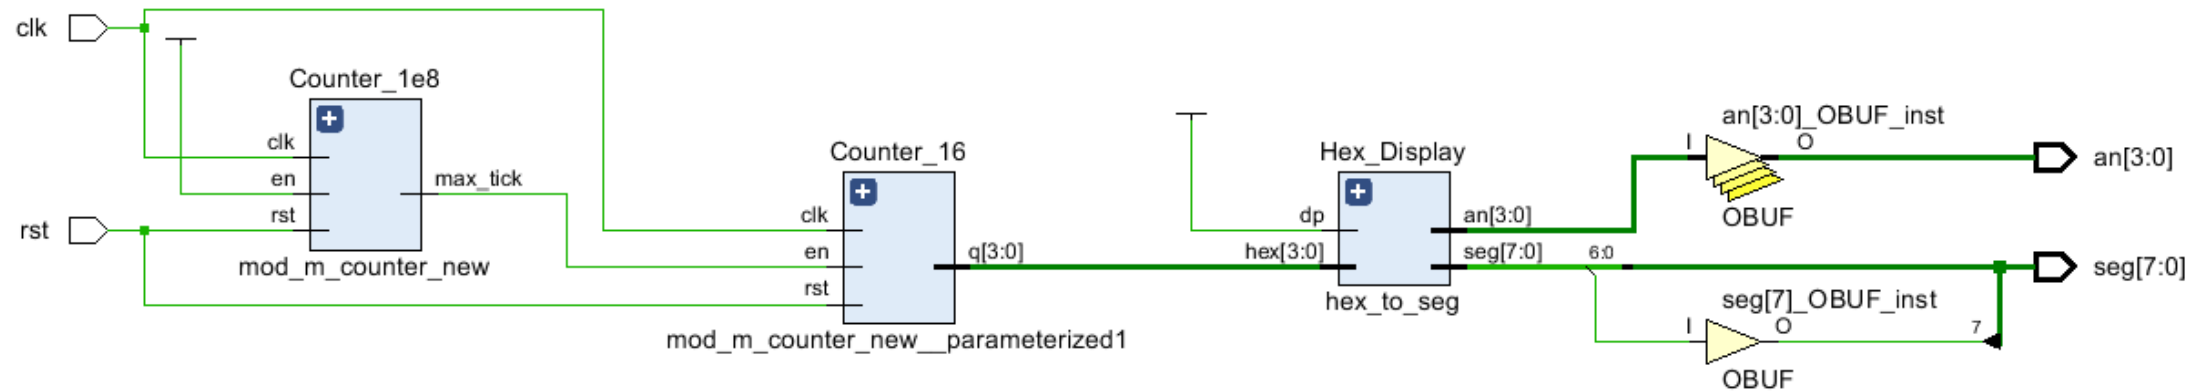 clk
Counter_1e8
clk
en
rst
max_tick
mod_m_counter_new
rst
Counter_16
clk
en
rst
q[3:0]
mod_m_counter_new__parameterized1
Hex_Display
dp
hex[3:0]
an[3:0]
seg[7:0]
hex_to_seg
6:0
an[3:0]_OBUF_inst
I
O
OBUF
an[3:0]
seg[7:0]
seg[7]_OBUF_inst
I
O
7
OBUF